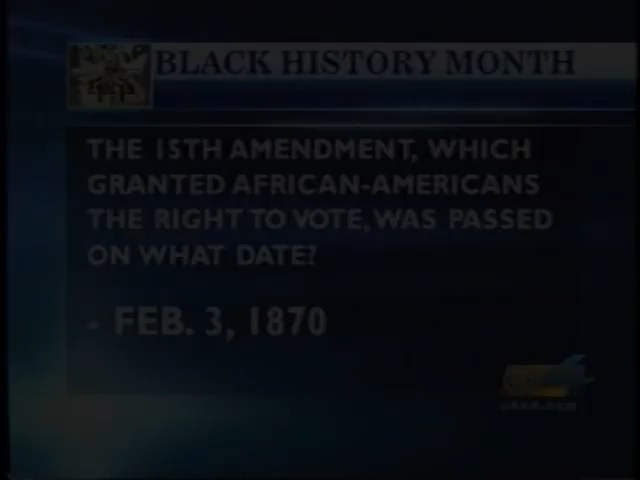 BLACK HISTORY MONTH
THE 15TH AMENDMENT, WHICH
GRANTED AFRICAN-AMERICANS
THE RIGHT TO VOTE, WAS PASSED
ON WHAT DATE?
- FEB. 3, 1870